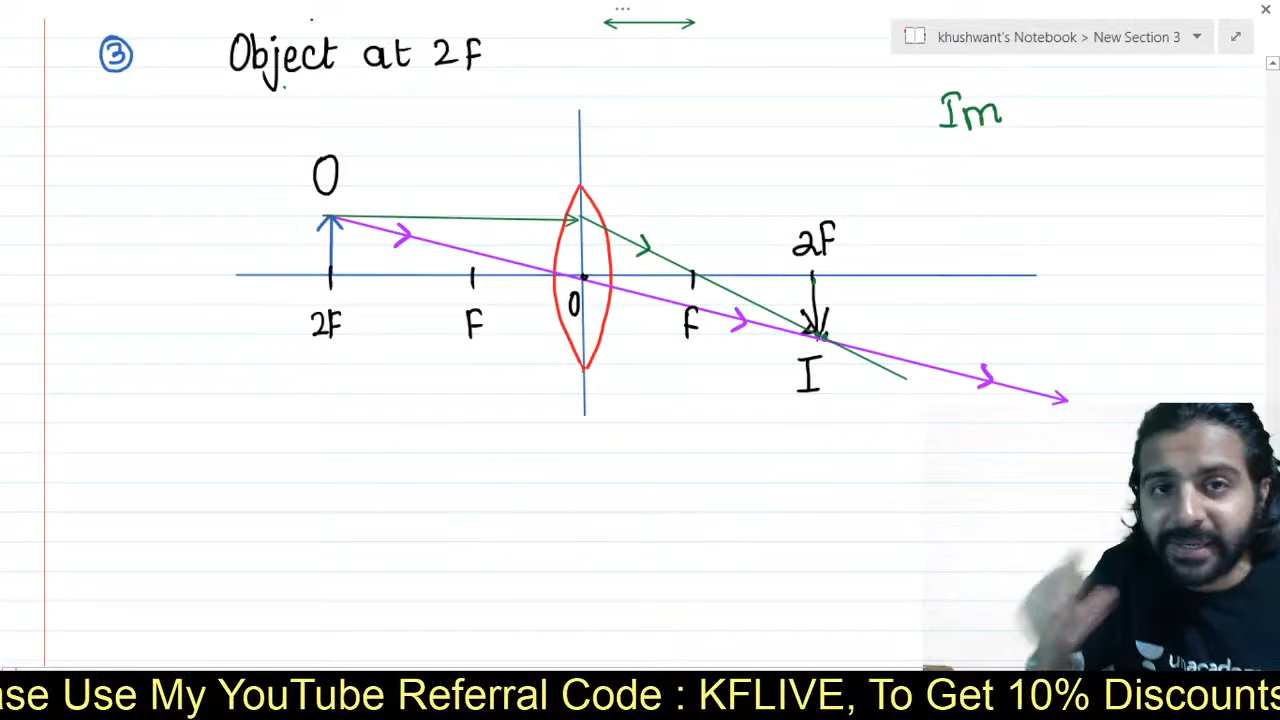 ...
khushwant's Notebook > New Section 3
③ Object at 2F
Im
O
2F
2F F O F
I
ase Use My YouTube Referral Code : KFLIVE, To Get 10% Discounts